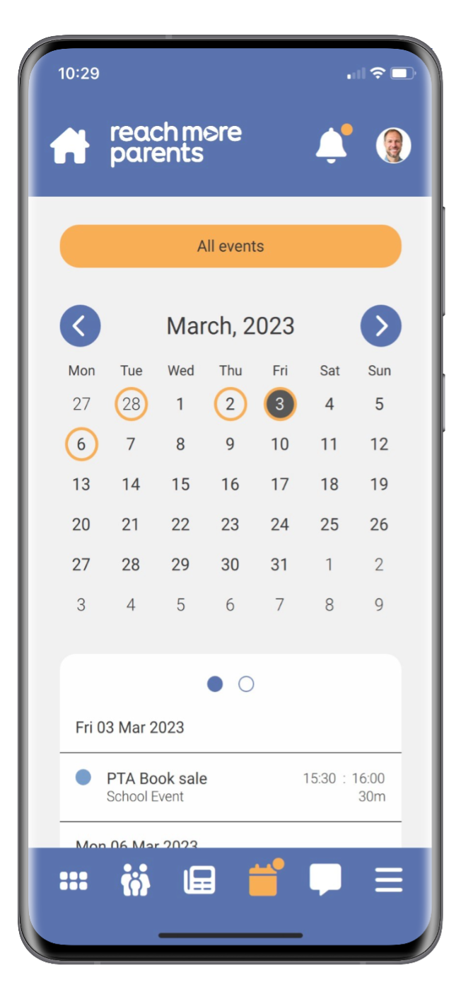 10:29
reach more
parents
All events
March, 2023
Mon Tue Wed Thu Fri Sat Sun
27 28 1 2 3 4 5
6 7 8 9 10 11 12
13 14 15 16 17 18 19
20 21 22 23 24 25 26
27 28 29 30 31 1 2
3 4 5 6 7 8 9
Fri 03 Mar 2023
PTA Book sale 15:30 : 16:00
School Event 30m
Mon 06 Mar 2023